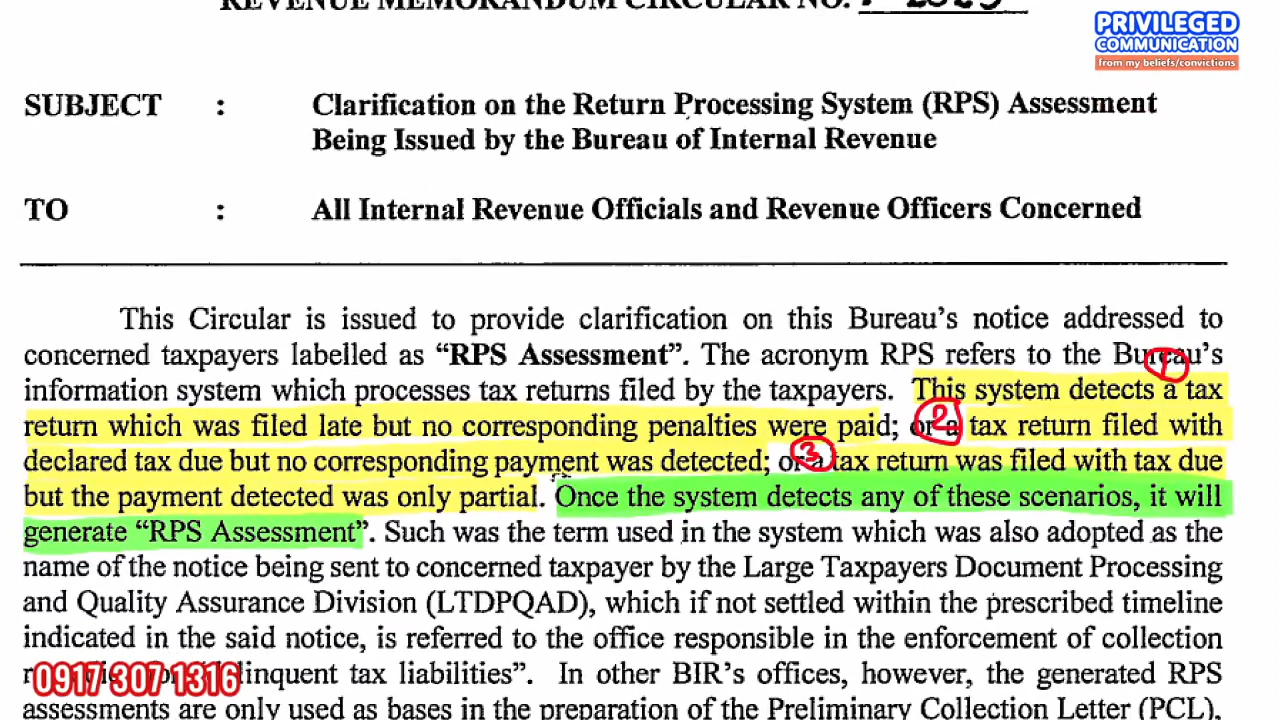 REVENUE MEMORANDUM CIRCULAR NO.
PRIVILEGED
COMMUNICATION
from my beliefs/convictions
SUBJECT : Clarification on the Return Processing System (RPS) Assessment
Being Issued by the Bureau of Internal Revenue
TO : All Internal Revenue Officials and Revenue Officers Concerned
This Circular is issued to provide clarification on this Bureau's notice addressed to
concerned taxpayers labelled as "RPS Assessment". The acronym RPS refers to the Bureau's
1
information system which processes tax returns filed by the taxpayers. This system detects a tax
2
return which was filed late but no corresponding penalties were paid; or a tax return filed with
3
declared tax due but no corresponding payment was detected; or a tax return was filed with tax due
but the payment detected was only partial. Once the system detects any of these scenarios, it will
generate "RPS Assessment". Such was the term used in the system which was also adopted as the
name of the notice being sent to concerned taxpayer by the Large Taxpayers Document Processing
and Quality Assurance Division (LTDPQAD), which if not settled within the prescribed timeline
indicated in the said notice, is referred to the office responsible in the enforcement of collection
tax liabilities". In other BIR's offices, however, the generated RPS
0917 307 1316
assessments are only used as bases in the preparation of the Preliminary Collection Letter (PCL),